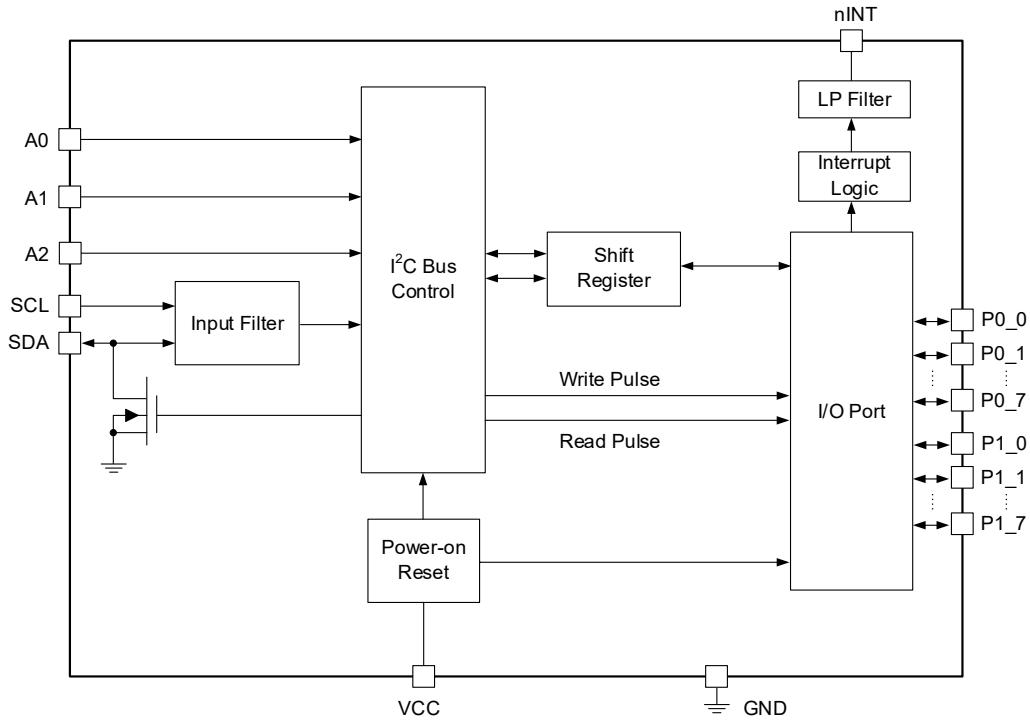 nINT
LP Filter
Interrupt
Logic
A0
A1
A2
SCL
SDA
Input Filter
I²C Bus
Control
Shift
Register
Write Pulse
Read Pulse
I/O Port
P0_0
P0_1
P0_7
P1_0
P1_1
P1_7
Power-on
Reset
VCC
GND